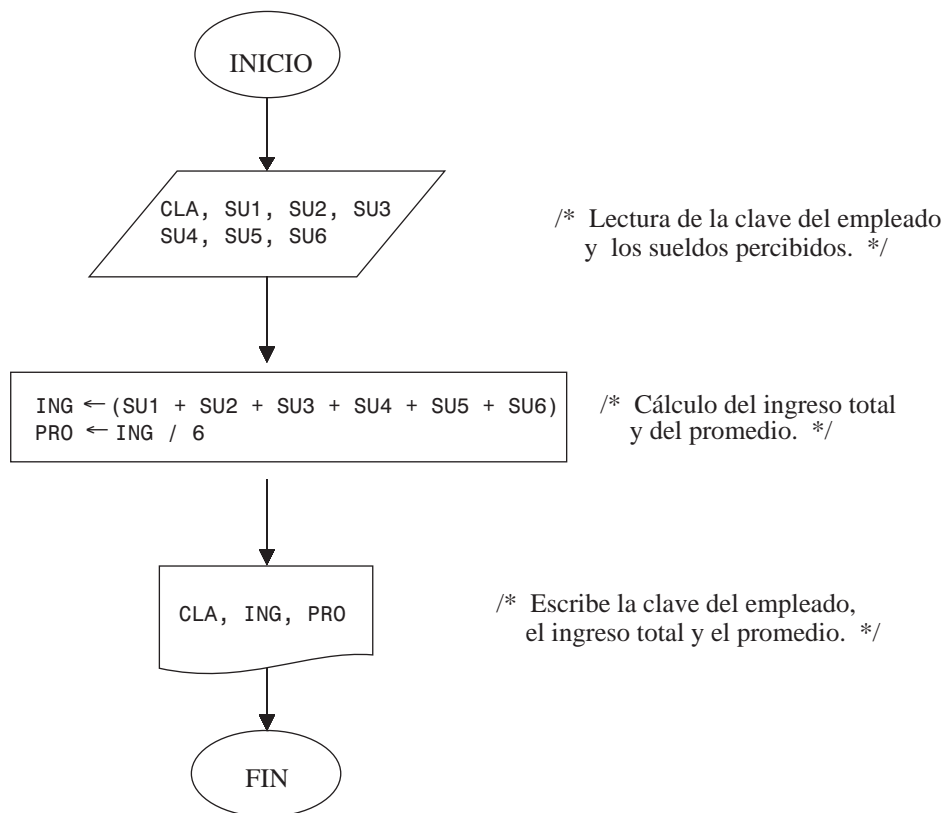 INICIO
CLA, SU1, SU2, SU3
SU4, SU5, SU6
/* Lectura de la clave del empleado
y los sueldos percibidos. */
ING ← (SU1 + SU2 + SU3 + SU4 + SU5 + SU6)
PRO ← ING / 6
/* Cálculo del ingreso total
y del promedio. */
CLA, ING, PRO
/* Escribe la clave del empleado,
el ingreso total y el promedio. */
FIN